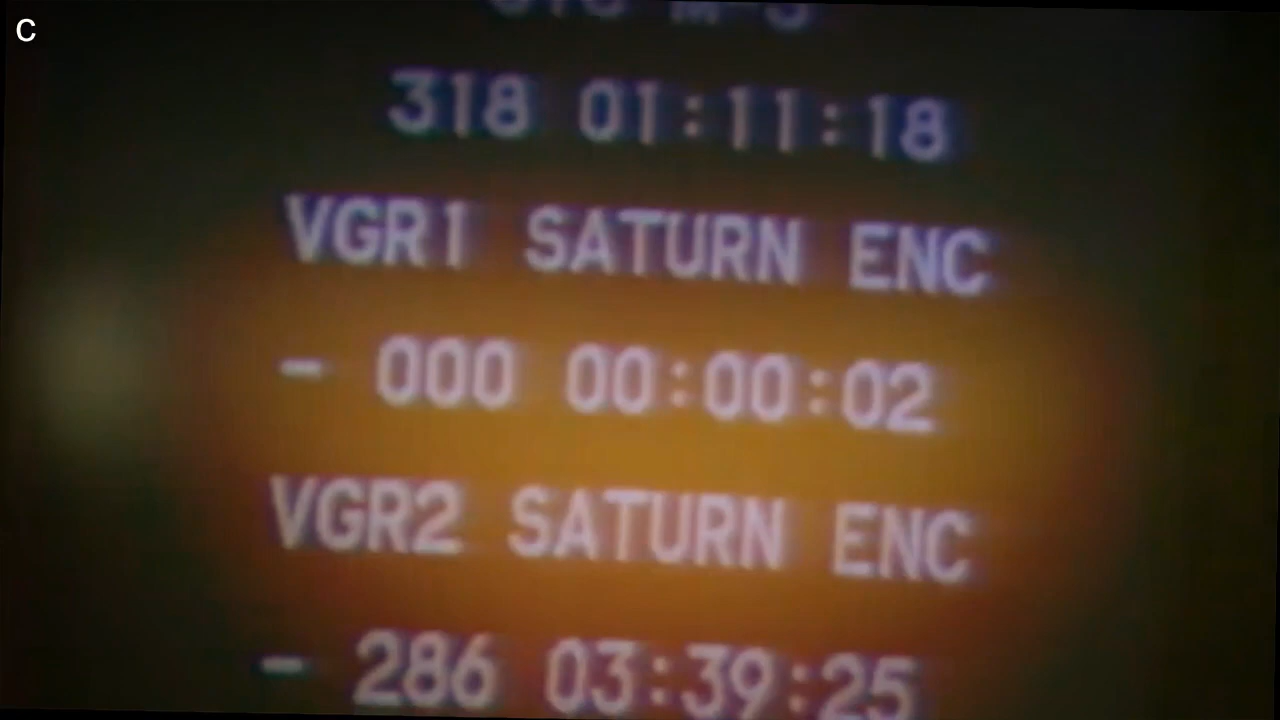 C
318 01:11:18
VGR1 SATURN ENC
- 000 00:00:02
VGR2 SATURN ENC
- 286 03:39:25